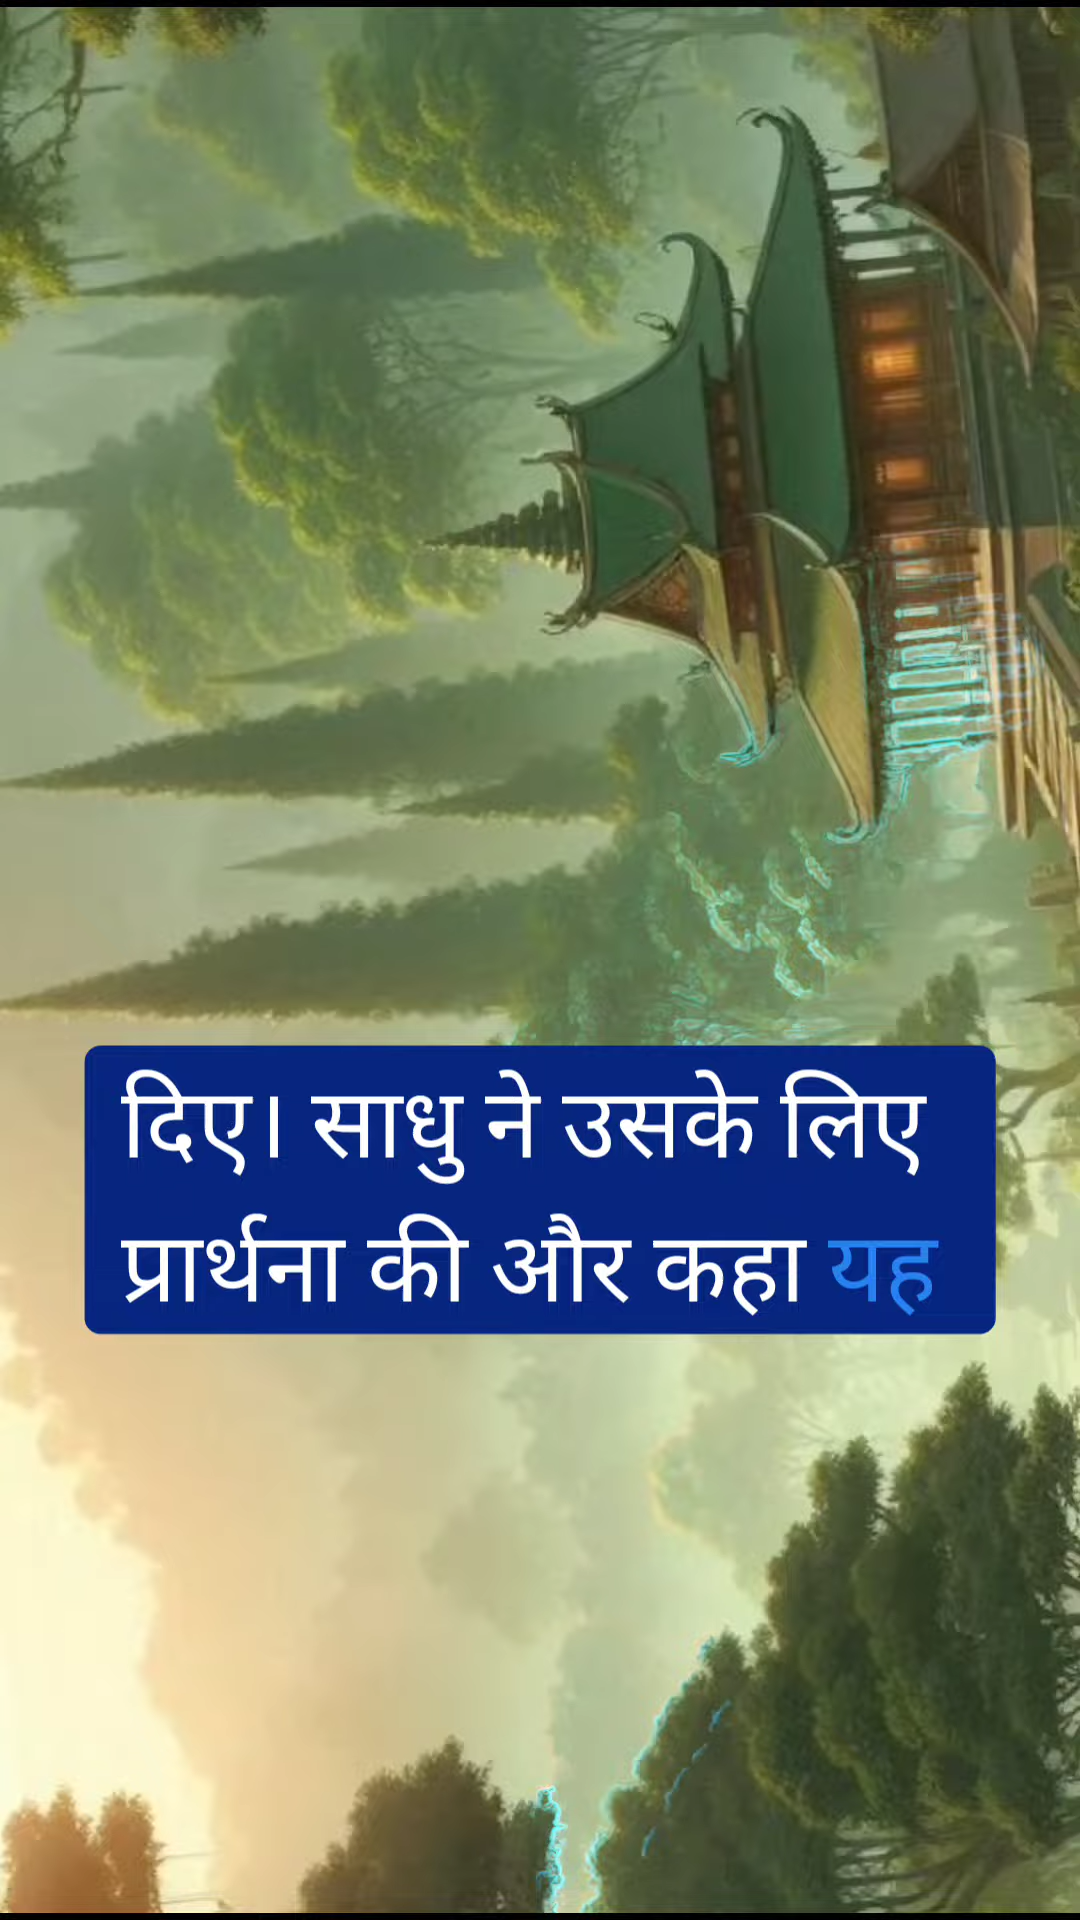 दिए। साधु ने उसके लिए
प्रार्थना की और कहा यह